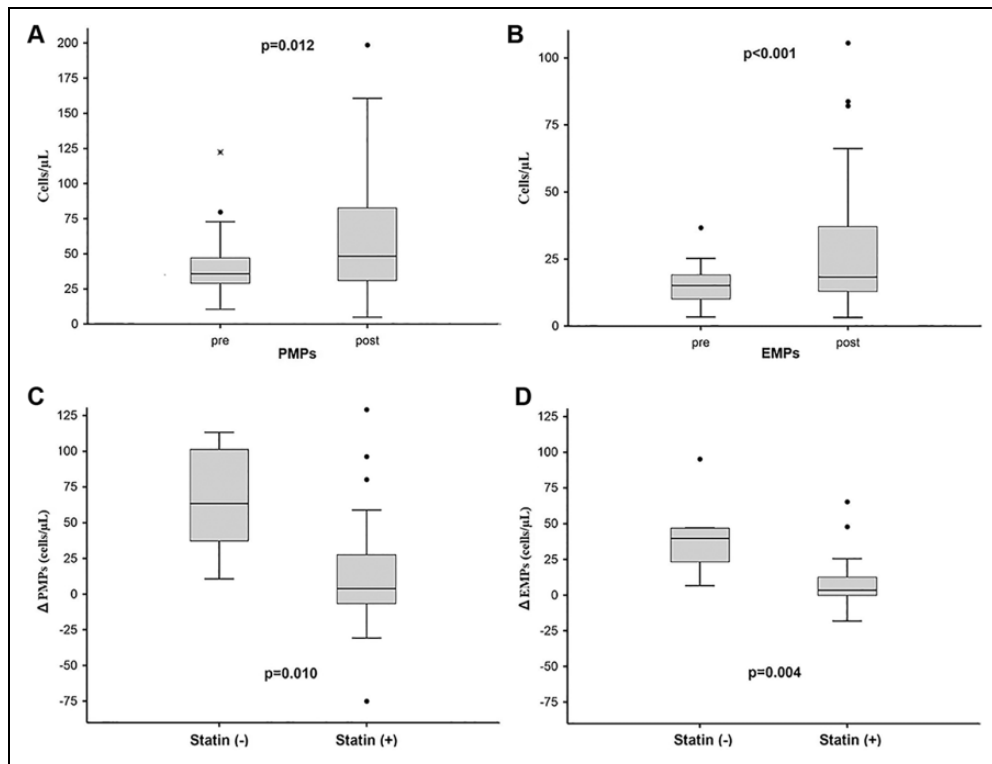 A
p=0.012
Cells/µL
200
175
150
125
100
75
50
25
0
pre
post
PMPs
B
p<0.001
Cells/µL
100
50
25
0
pre
post
EMPs
C
Δ PMPs (cells/µL)
125
100
75
50
25
0
-25
-50
-75
p=0.010
Statin (-)
Statin (+)
D
Δ EMPs (cells/µL)
125
100
75
50
25
0
-25
-50
-75
p=0.004
Statin (-)
Statin (+)